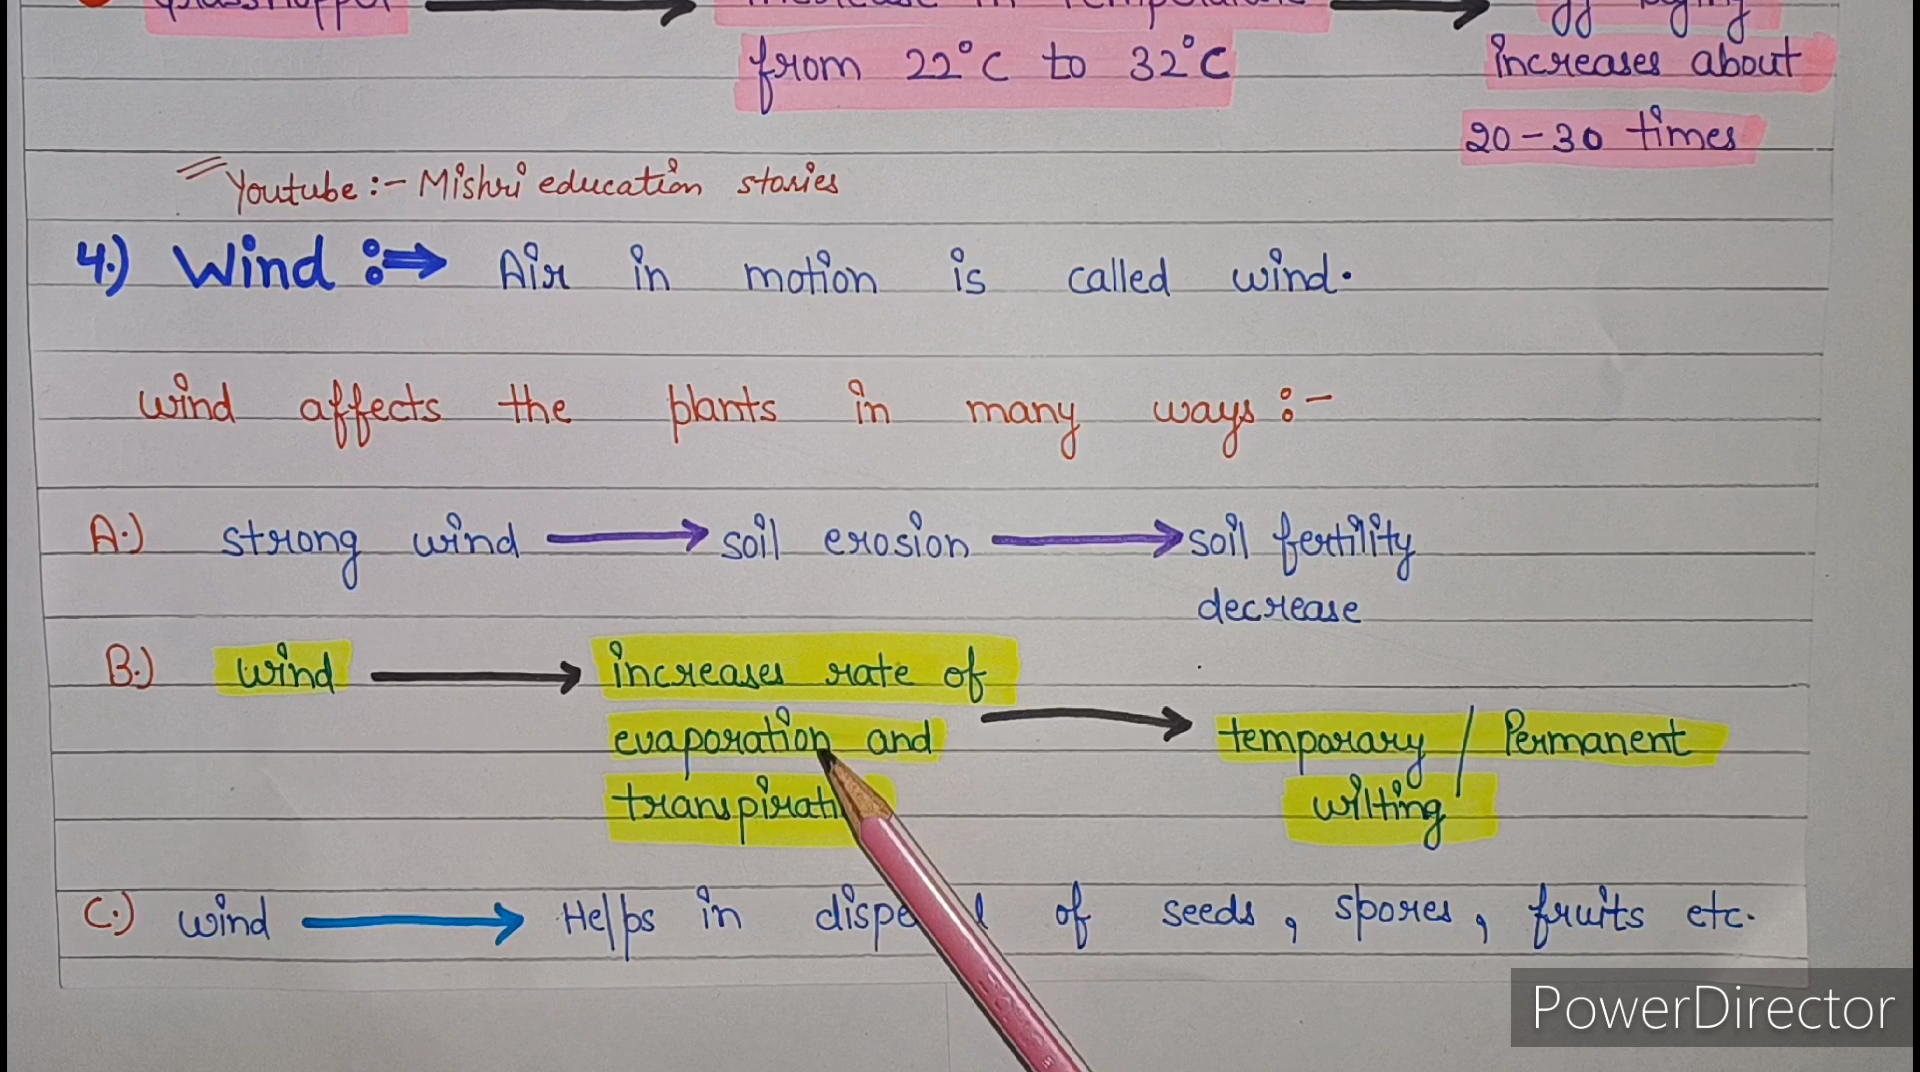 from 22°C to 32°C
increases about
20-30 times
Youtube:- Mishri education stories
4.) Wind :⇒ Air in motion is called wind.
wind affects the plants in many ways :-
A.) strong wind → soil erosion → soil fertility
decrease
B.) wind → increases rate of
evaporation and → temporary / Permanent
wilting
C.) wind → Helps in of seeds, spores, fruits etc.
PowerDirector